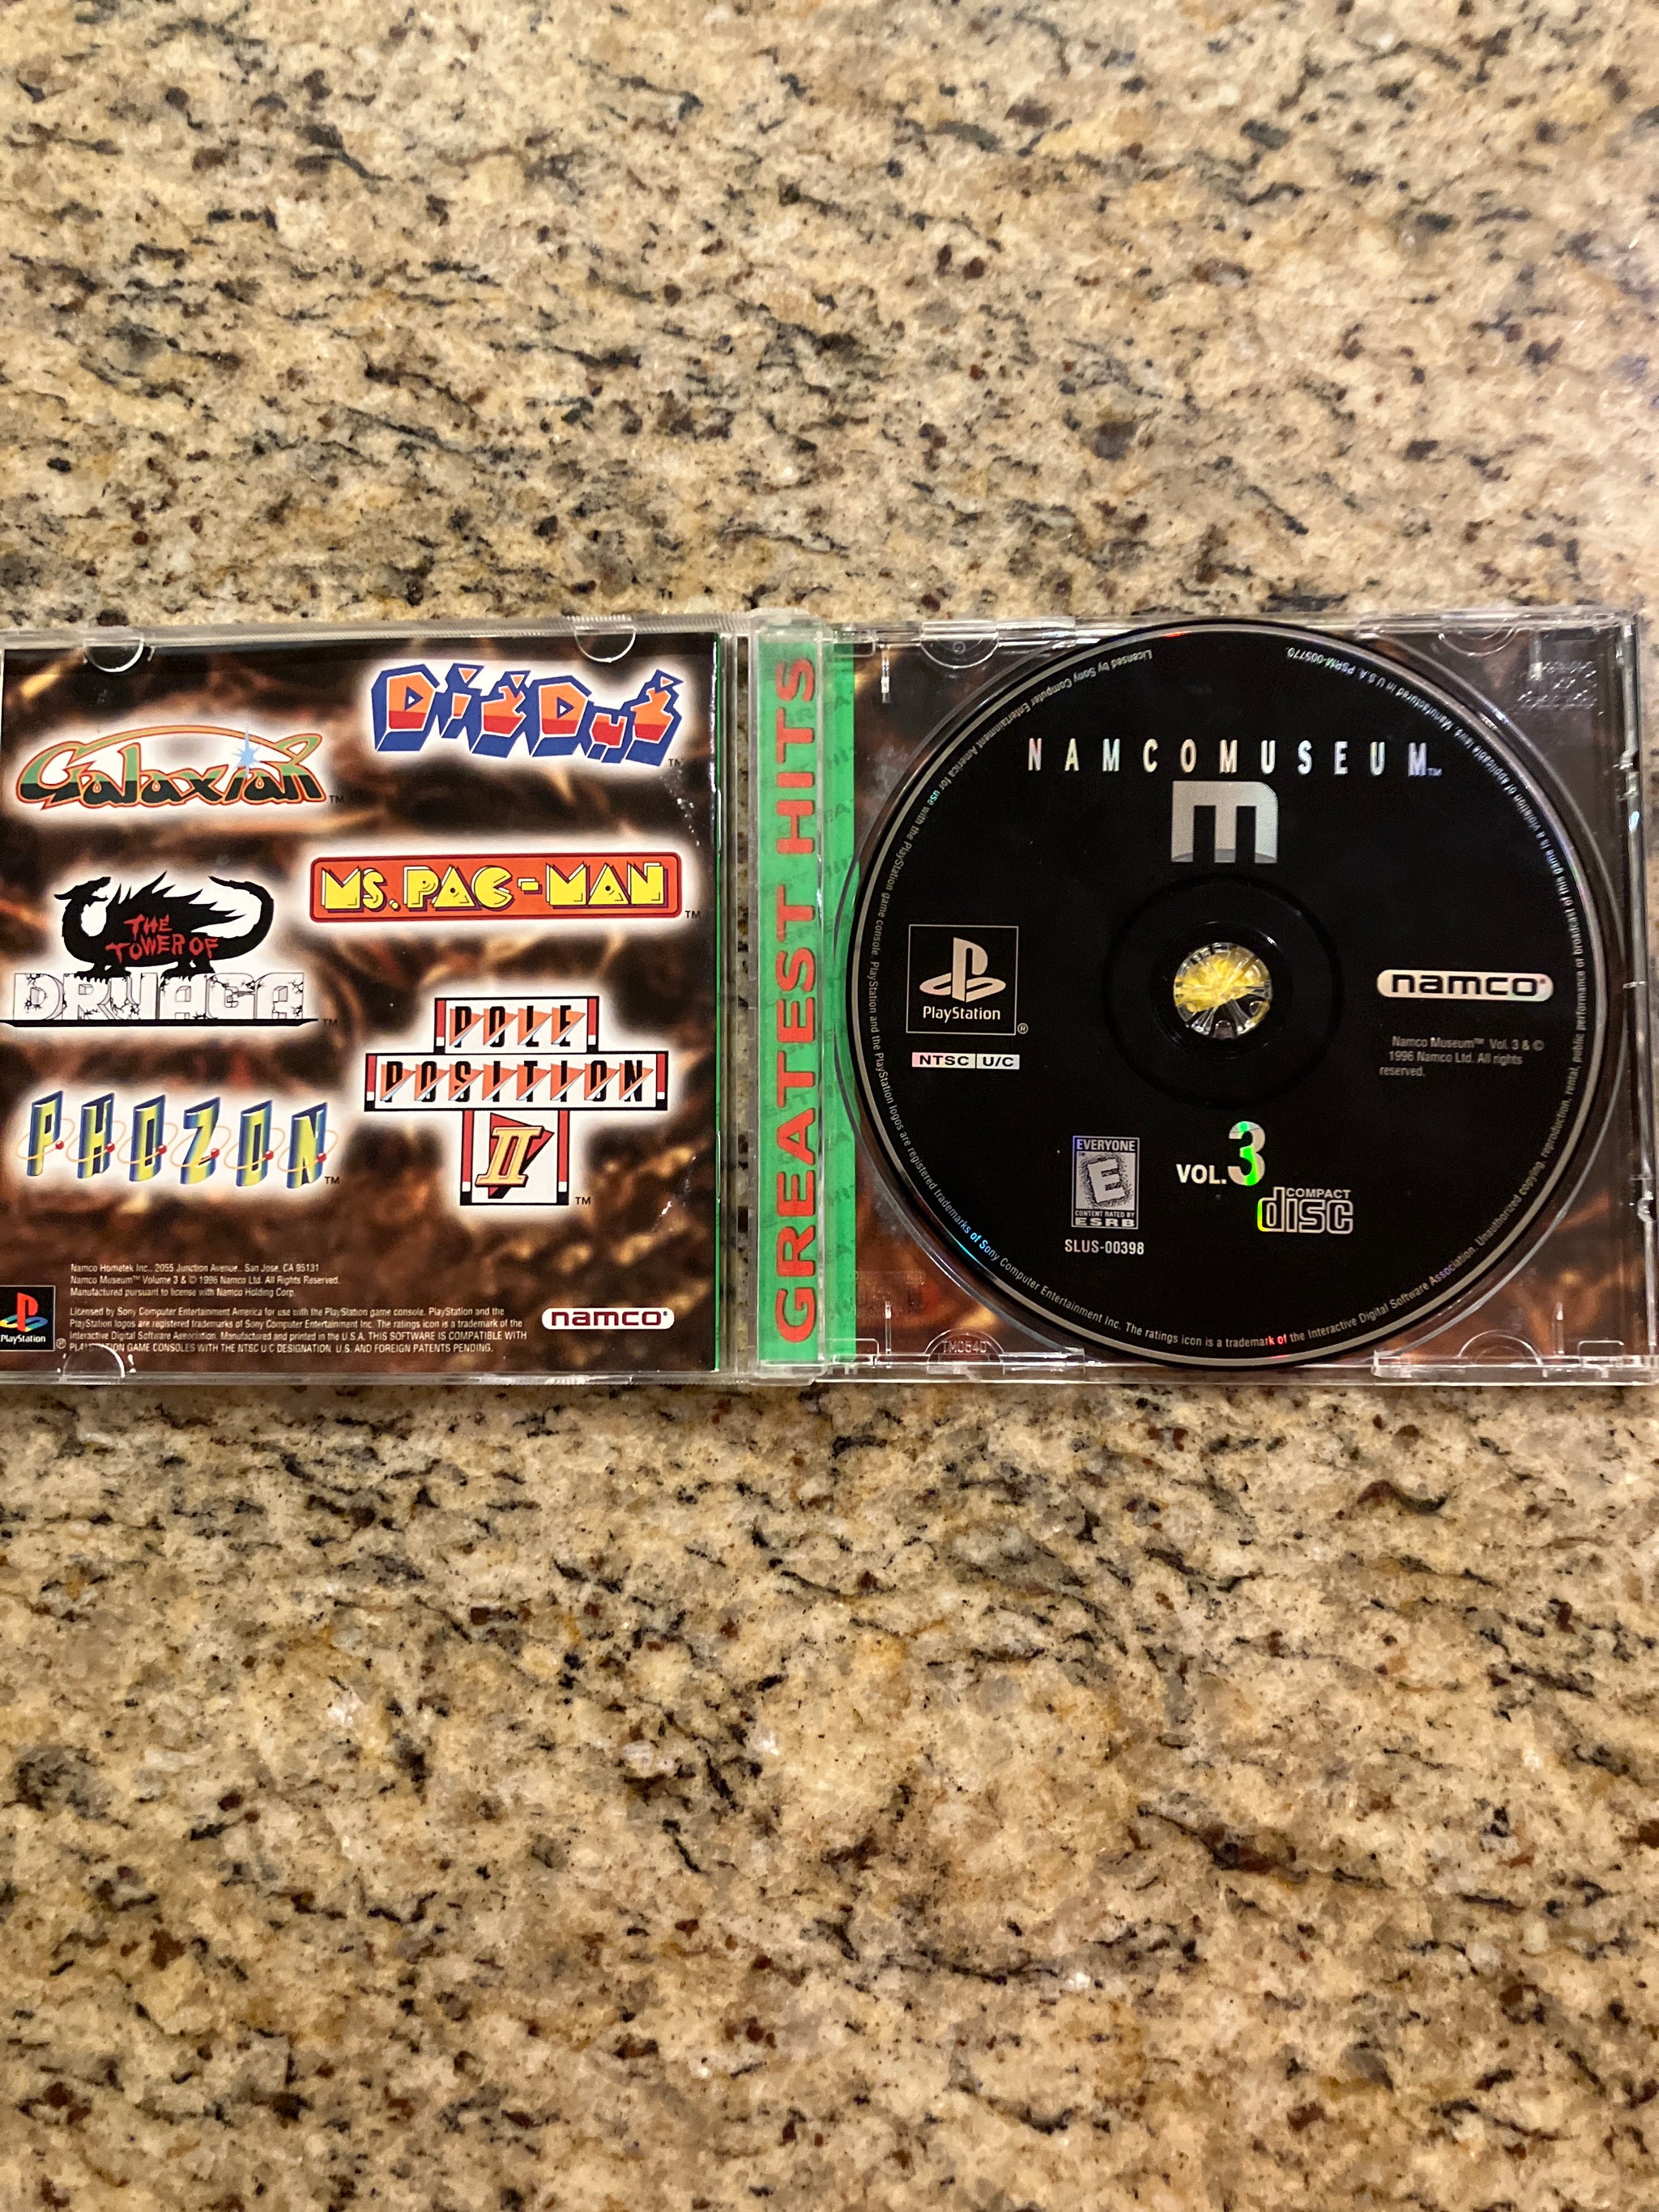 Galaxian™
DIG DUG™
THE
TOWER OF
DRUAGA™
MS. PAC-MAN™
POLE
POSITION
II™
PHOZON™
Namco Hometek Inc., 2055 Junction Avenue, San Jose, CA 95131
Namco Museum™ Volume 3 & © 1996 Namco Ltd. All Rights Reserved.
Manufactured pursuant to license with Namco Holding Corp.
Licensed by Sony Computer Entertainment America for use with the PlayStation game console. PlayStation and the
PlayStation logos are registered trademarks of Sony Computer Entertainment Inc. The ratings icon is a trademark of the
Interactive Digital Software Association. Manufactured and printed in the U.S.A. THIS SOFTWARE IS COMPATIBLE WITH
PLAYSTATION GAME CONSOLES WITH THE NTSC U/C DESIGNATION. U.S. AND FOREIGN PATENTS PENDING.
PlayStation®
namco®
GREATEST HITS
NAMCOMUSEUM™
m
PlayStation®
NTSC U/C
namco®
Namco Museum™ Vol. 3 & ©
1996 Namco Ltd. All rights
reserved.
VOL.3
EVERYONE
E
CONTENT RATED BY
ESRB
SLUS-00398
COMPACT
disc
Licensed by Sony Computer Entertainment America for use with the PlayStation game console. PlayStation and the PlayStation logos are registered trademarks of Sony Computer Entertainment Inc. The ratings icon is a trademark of the Interactive Digital Software Association. Unauthorized copying, reproduction, rental, public performance or broadcast of this game is a violation of applicable laws. Manufactured in U.S.A. PSRM-009770.